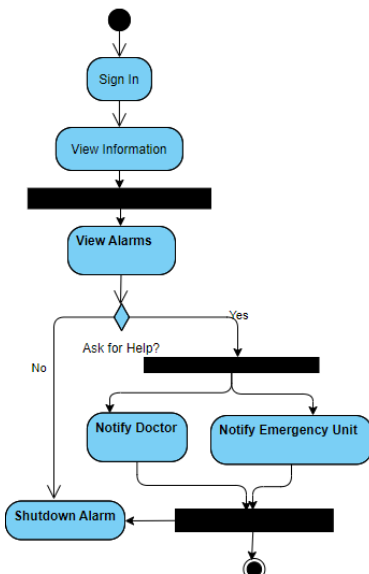 Sign In
View Information
View Alarms
Yes
Ask for Help?
No
Notify Doctor
Notify Emergency Unit
Shutdown Alarm